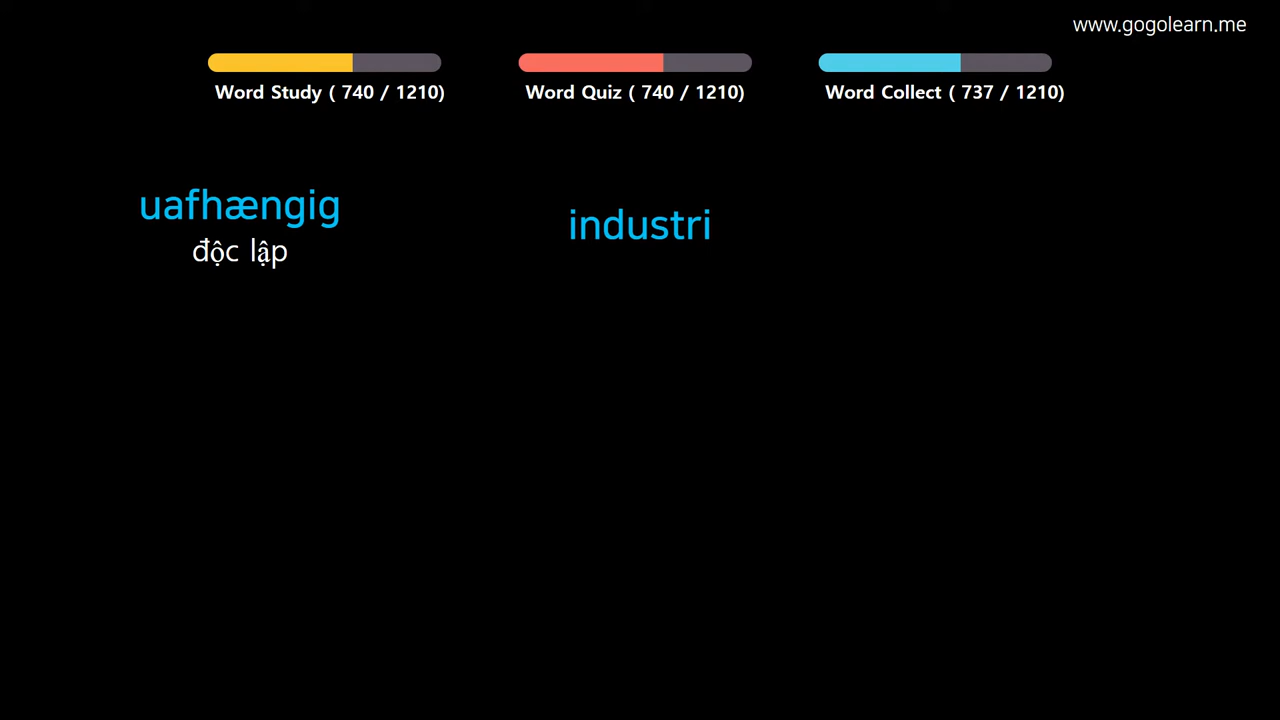 www.gogolearn.me
Word Study ( 740 / 1210)
Word Quiz ( 740 / 1210)
Word Collect ( 737 / 1210)
uafhængig
độc lập
industri